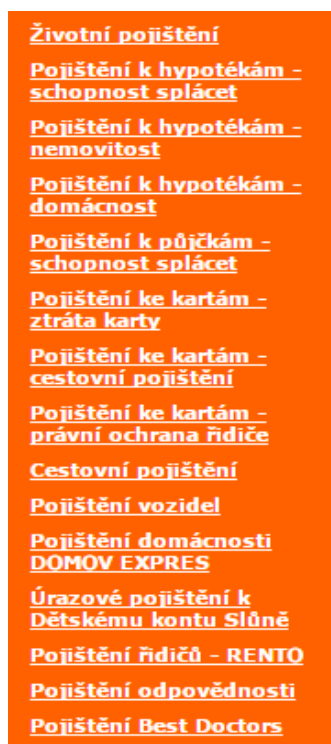 Životní pojištění
Pojištění k hypotékám -
schopnost splácet
Pojištění k hypotékám -
nemovitost
Pojištění k hypotékám -
domácnost
Pojištění k půjčkám -
schopnost splácet
Pojištění ke kartám -
ztráta karty
Pojištění ke kartám -
cestovní pojištění
Pojištění ke kartám -
právní ochrana řidiče
Cestovní pojištění
Pojištění vozidel
Pojištění domácnosti
DOMOV EXPRES
Úrazové pojištění k
Dětskému kontu Slůně
Pojištění řidičů - RENTO
Pojištění odpovědnosti
Pojištění Best Doctors